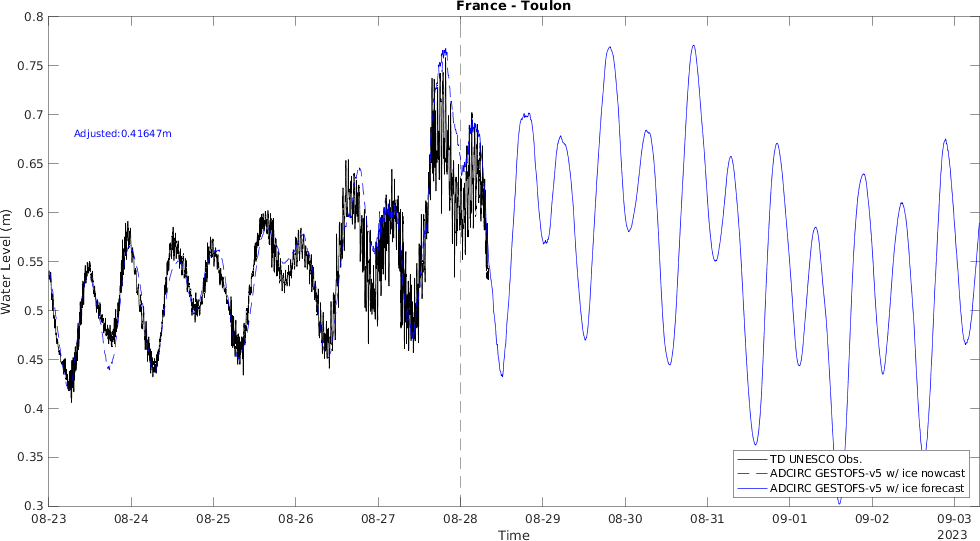 France - Toulon
0.8
0.75
0.7
0.65
0.6
0.55
0.5
0.45
0.4
0.35
0.3
Water Level (m)
Adjusted:0.41647m
TD UNESCO Obs.
ADCIRC GESTOFS-v5 w/ ice nowcast
ADCIRC GESTOFS-v5 w/ ice forecast
08-23 08-24 08-25 08-26 08-27 08-28 08-29 08-30 08-31 09-01 09-02 09-03
Time
2023